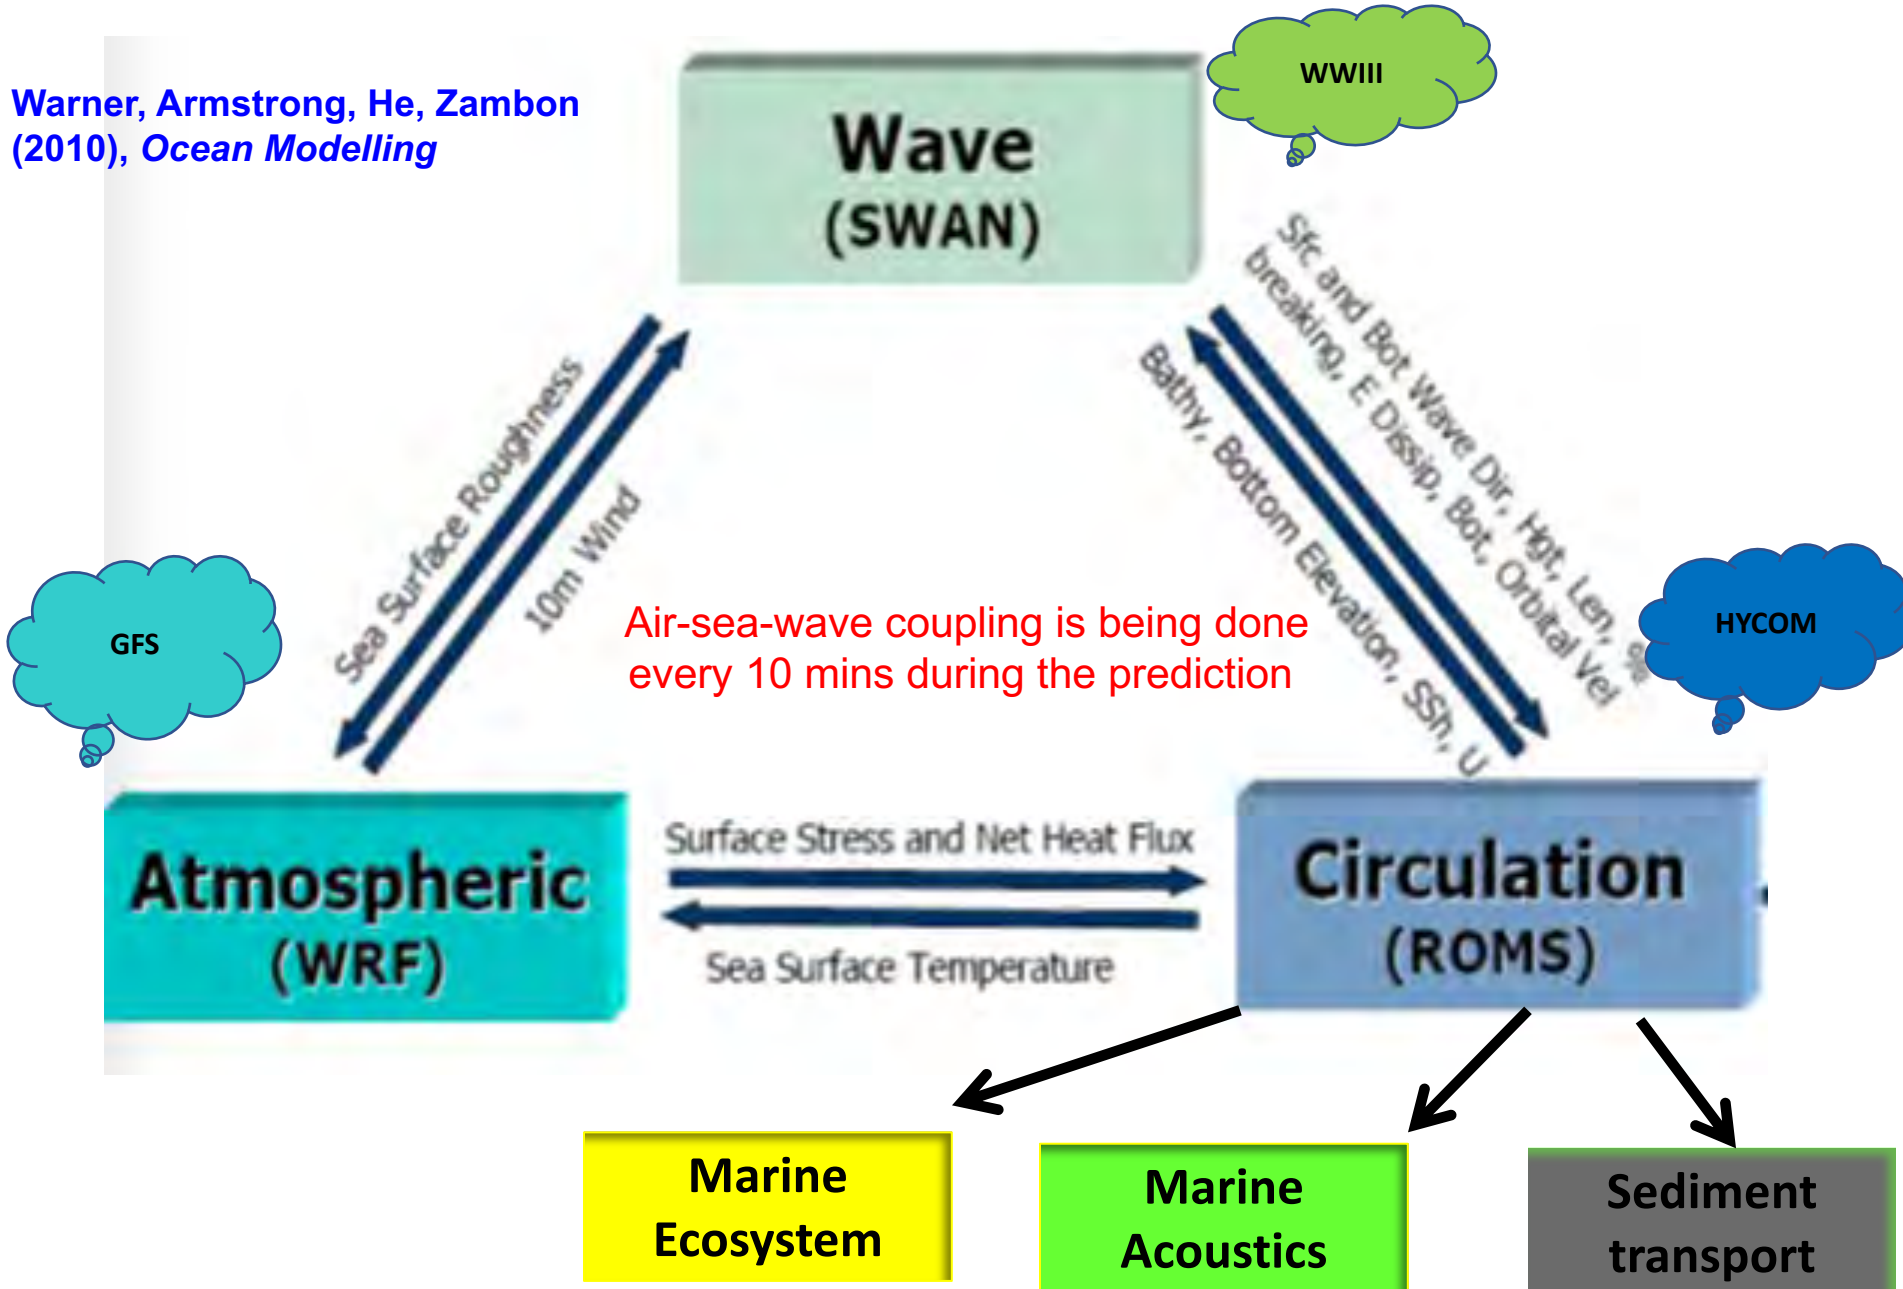 WWIII
Warner, Armstrong, He, Zambon
(2010), Ocean Modelling
Wave
(SWAN)
Sfc and Bot Wave Dir, Hgt, Len, %
breaking, E Dissip, Bot, Orbital Vel
Bathy, Bottom Elevation, SSh, U
Sea Surface Roughness
10m Wind
GFS
HYCOM
Air-sea-wave coupling is being done
every 10 mins during the prediction
Surface Stress and Net Heat Flux
Sea Surface Temperature
Atmospheric
(WRF)
Circulation
(ROMS)
Marine
Ecosystem
Marine
Acoustics
Sediment
transport